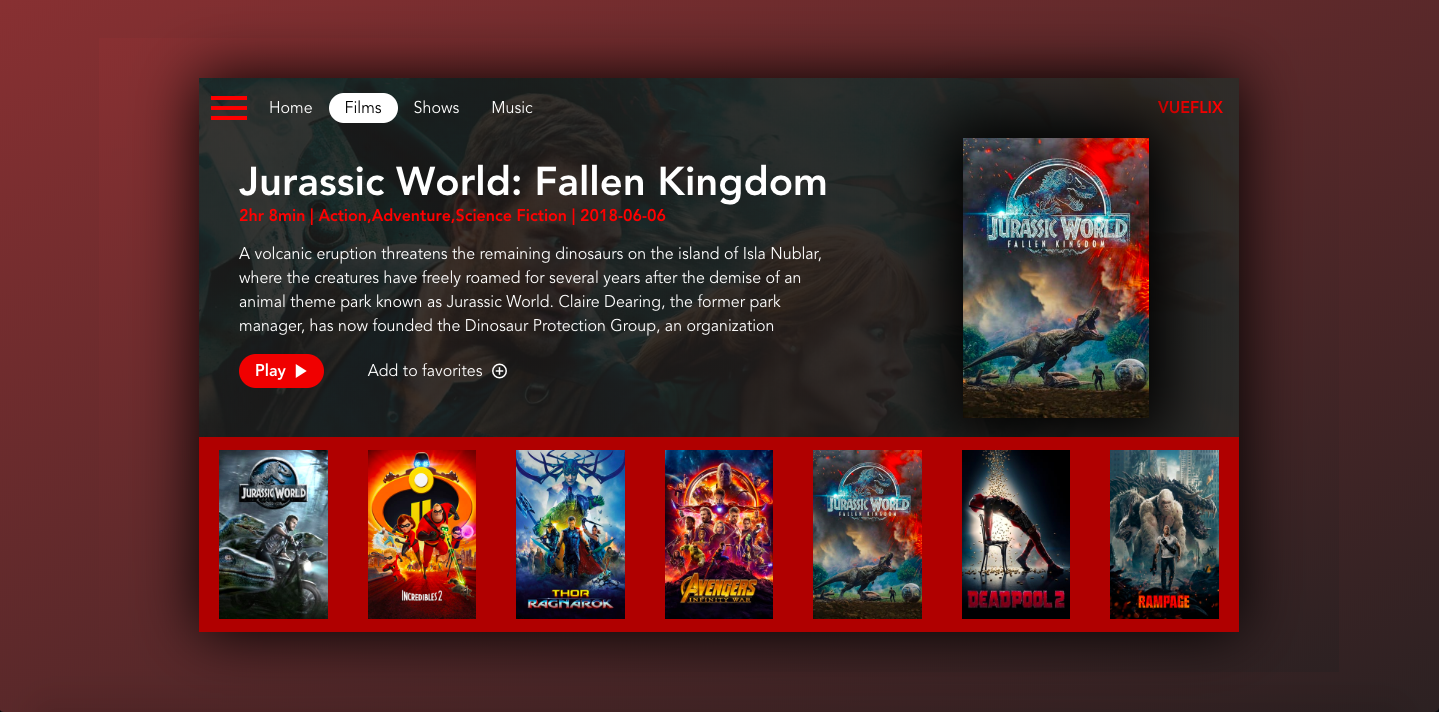 Home
Films
Shows
Music
VUEFLIX
Jurassic World: Fallen Kingdom
2hr 8min | Action,Adventure,Science Fiction | 2018-06-06
A volcanic eruption threatens the remaining dinosaurs on the island of Isla Nublar,
where the creatures have freely roamed for several years after the demise of an
animal theme park known as Jurassic World. Claire Dearing, the former park
manager, has now founded the Dinosaur Protection Group, an organization
Play
Add to favorites
JURASSIC WORLD
FALLEN KINGDOM
JURASSIC WORLD
INCREDIBLES 2
THOR
RAGNAROK
AVENGERS
INFINITY WAR
JURASSIC WORLD
FALLEN KINGDOM
DEADPOOL 2
RAMPAGE